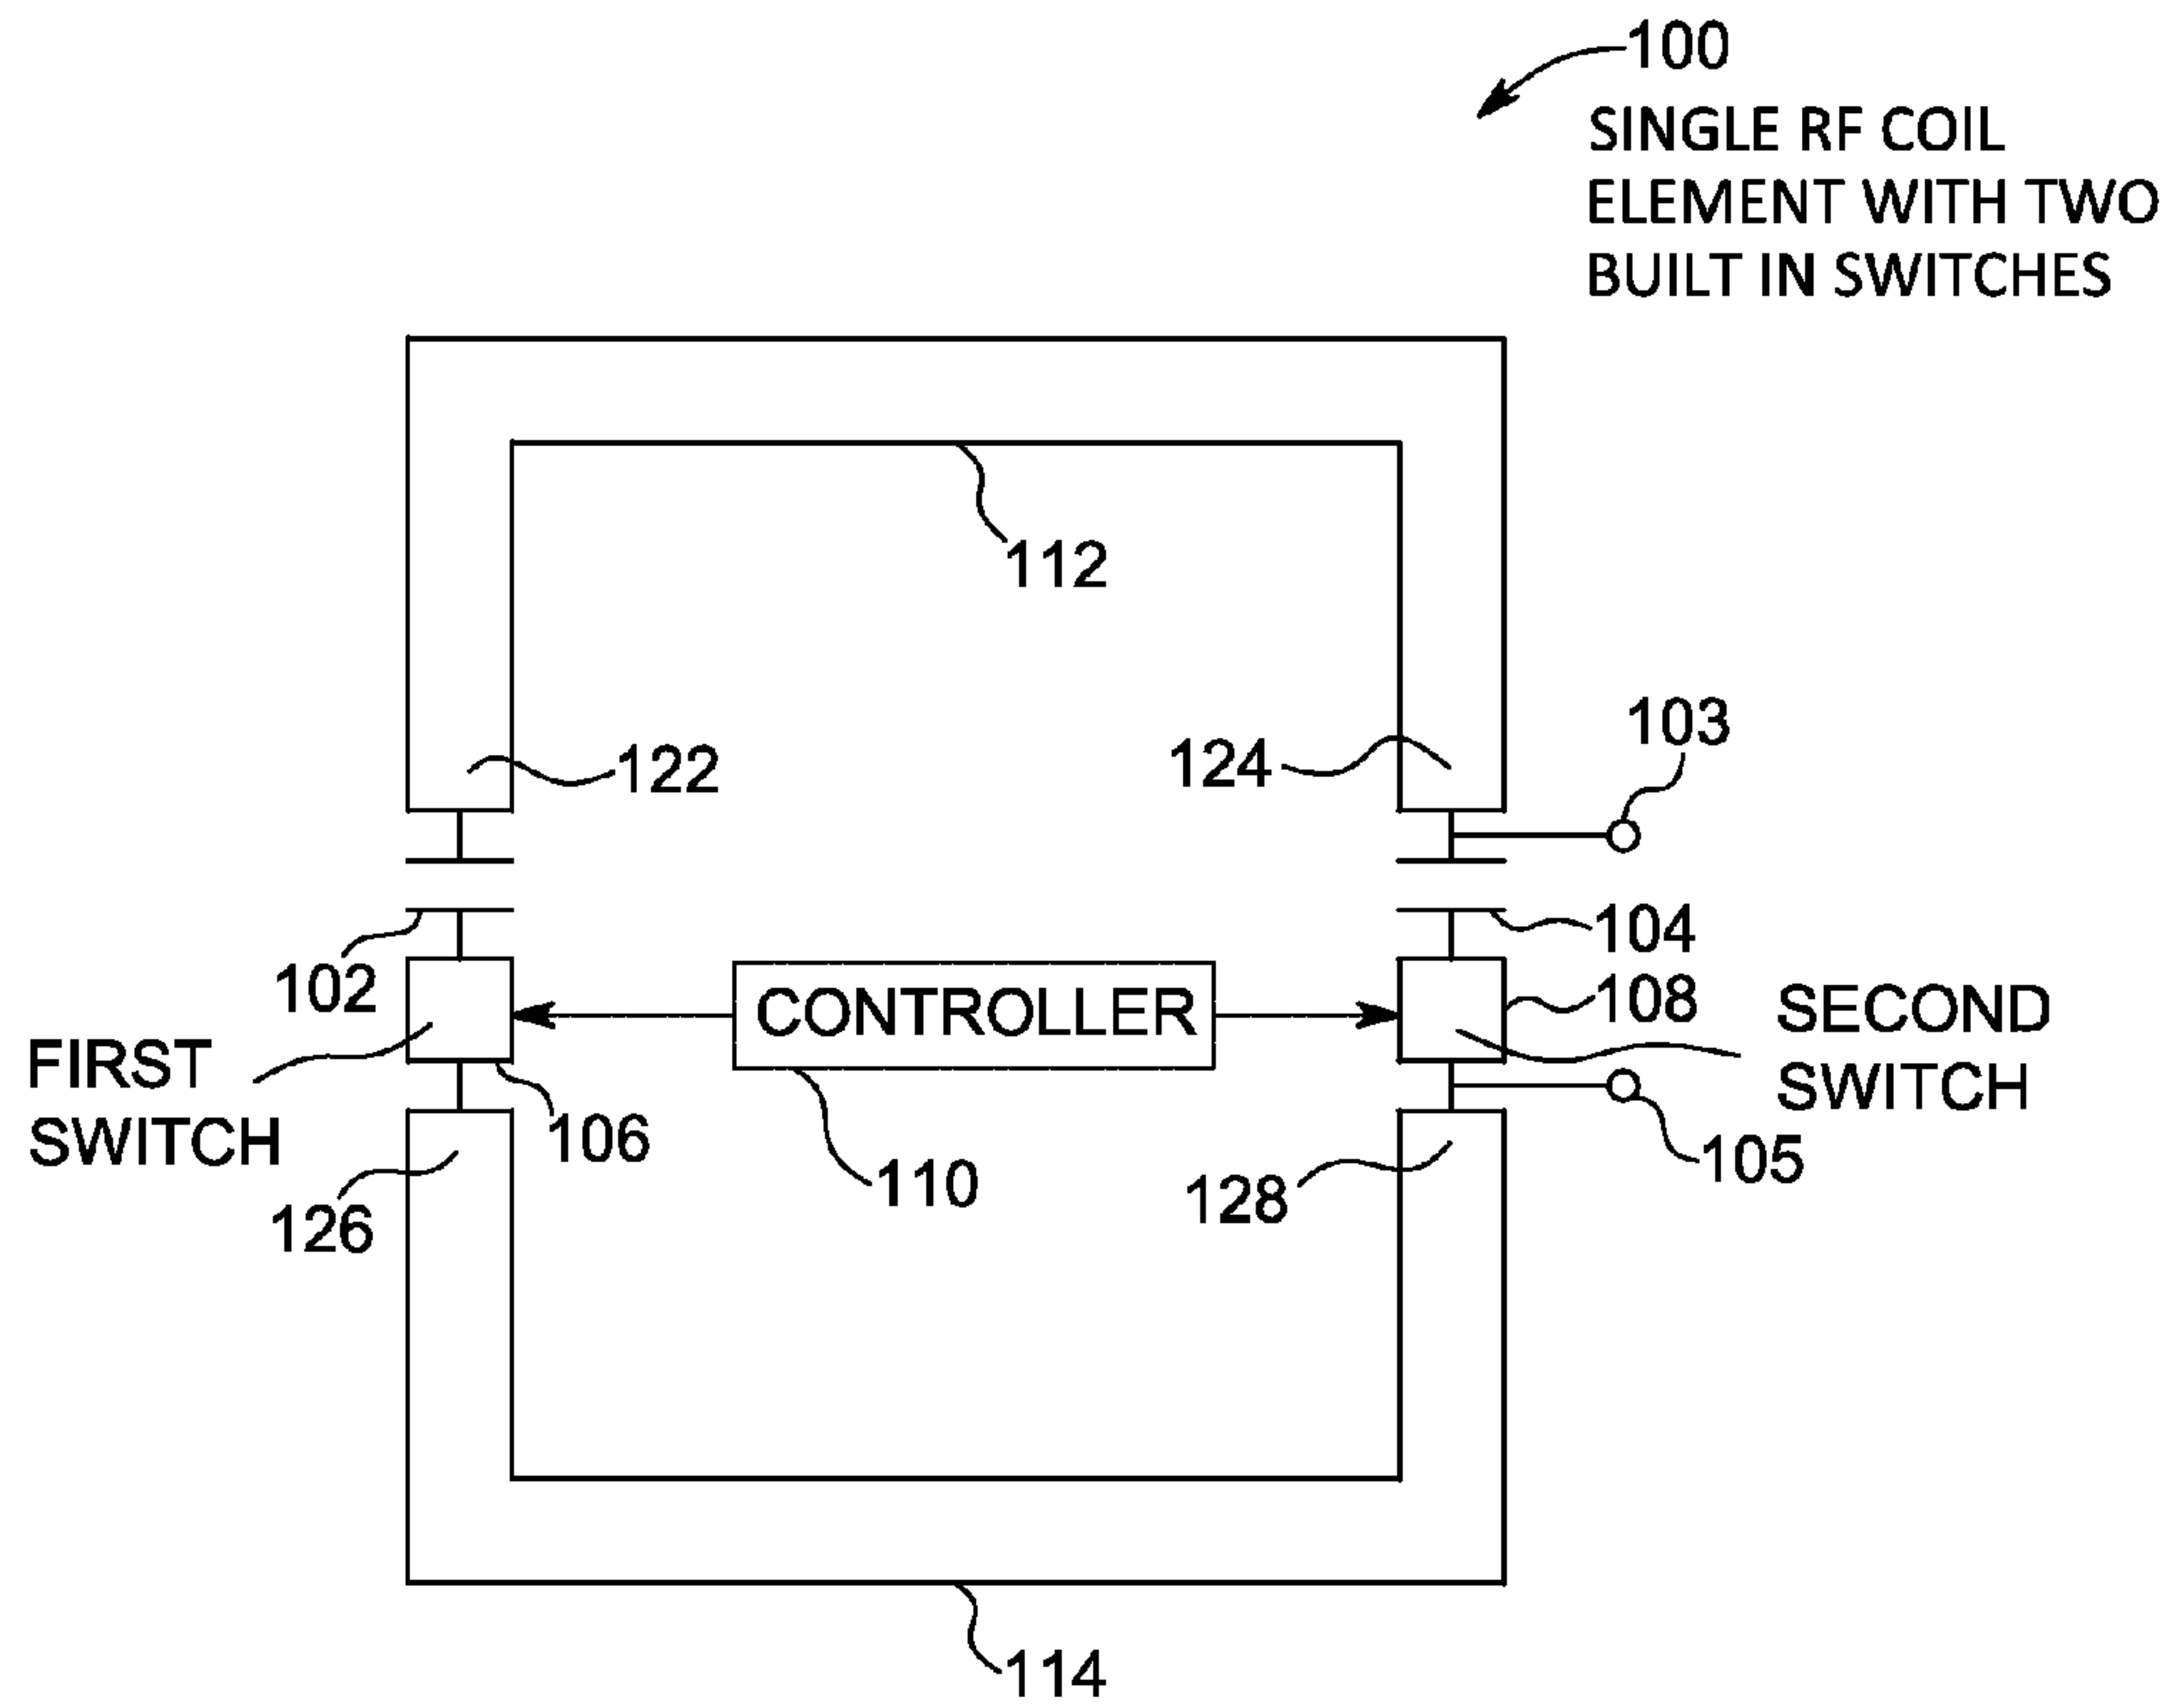 100
SINGLE RF COIL
ELEMENT WITH TWO
BUILT IN SWITCHES
112
103
122
124
104
102
CONTROLLER
108
SECOND
SWITCH
FIRST
SWITCH
106
110
105
126
128
114